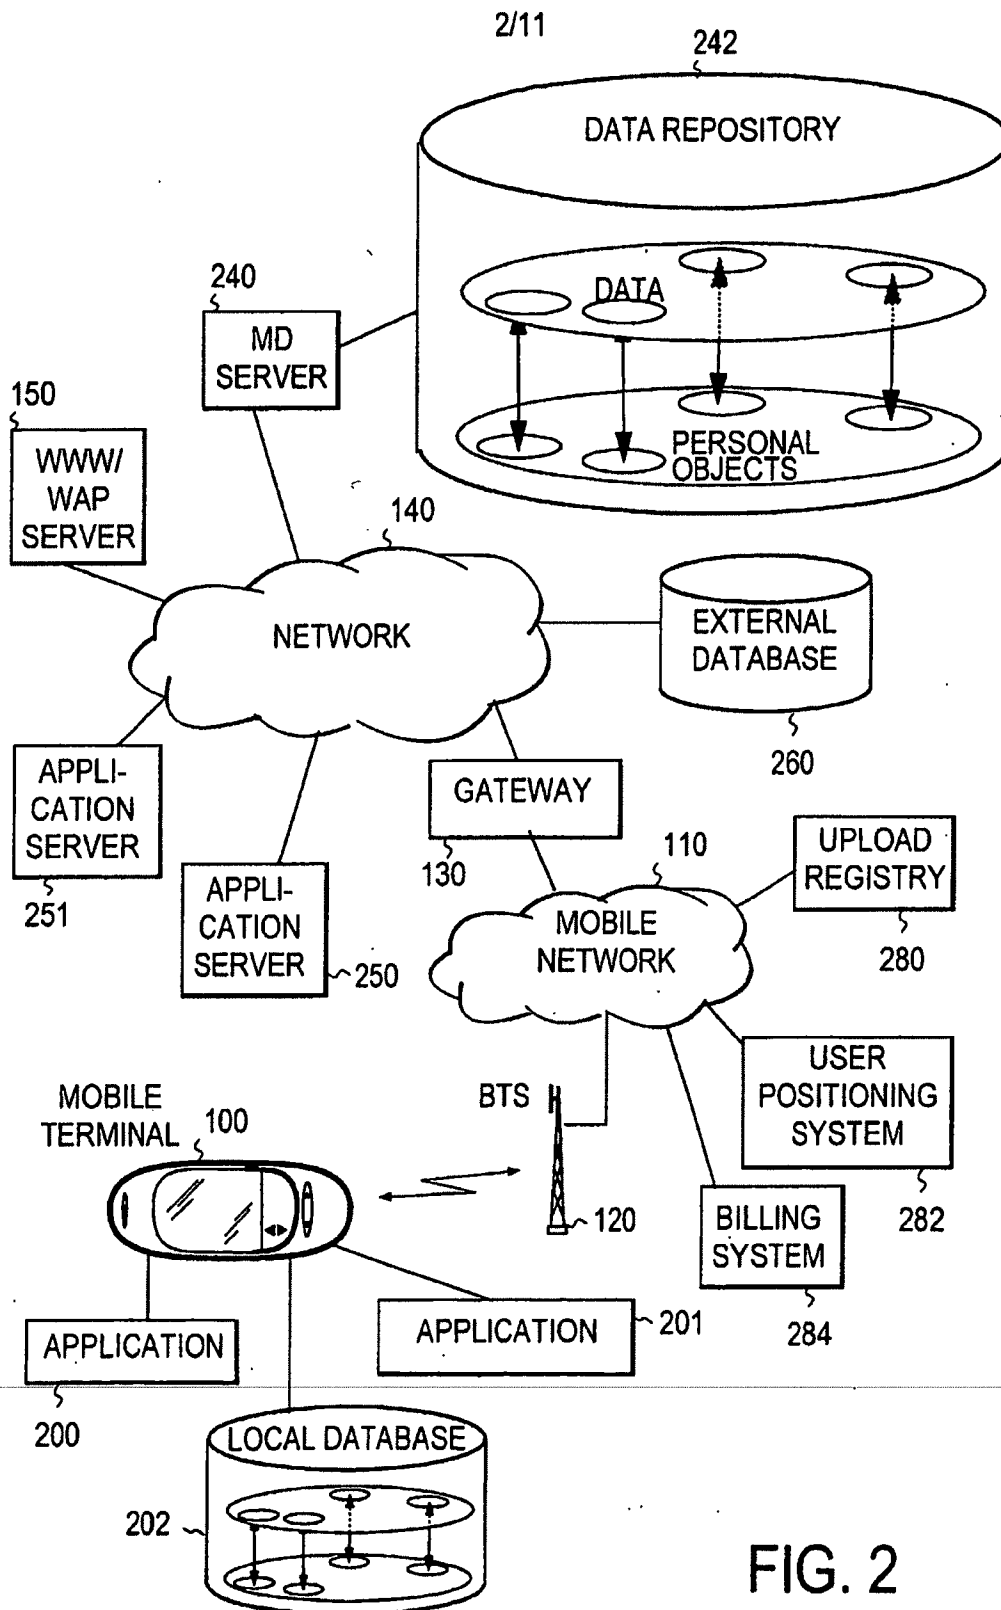 2/11
242
DATA REPOSITORY
DATA
PERSONAL
OBJECTS
240
MD
SERVER
150
WWW/
WAP
SERVER
140
NETWORK
EXTERNAL
DATABASE
260
APPLI-
CATION
SERVER
251
APPLI-
CATION
SERVER
250
GATEWAY
130
110
MOBILE
NETWORK
UPLOAD
REGISTRY
280
USER
POSITIONING
SYSTEM
282
BILLING
SYSTEM
284
BTS
120
MOBILE
TERMINAL
100
APPLICATION
200
APPLICATION
201
LOCAL DATABASE
202
FIG. 2